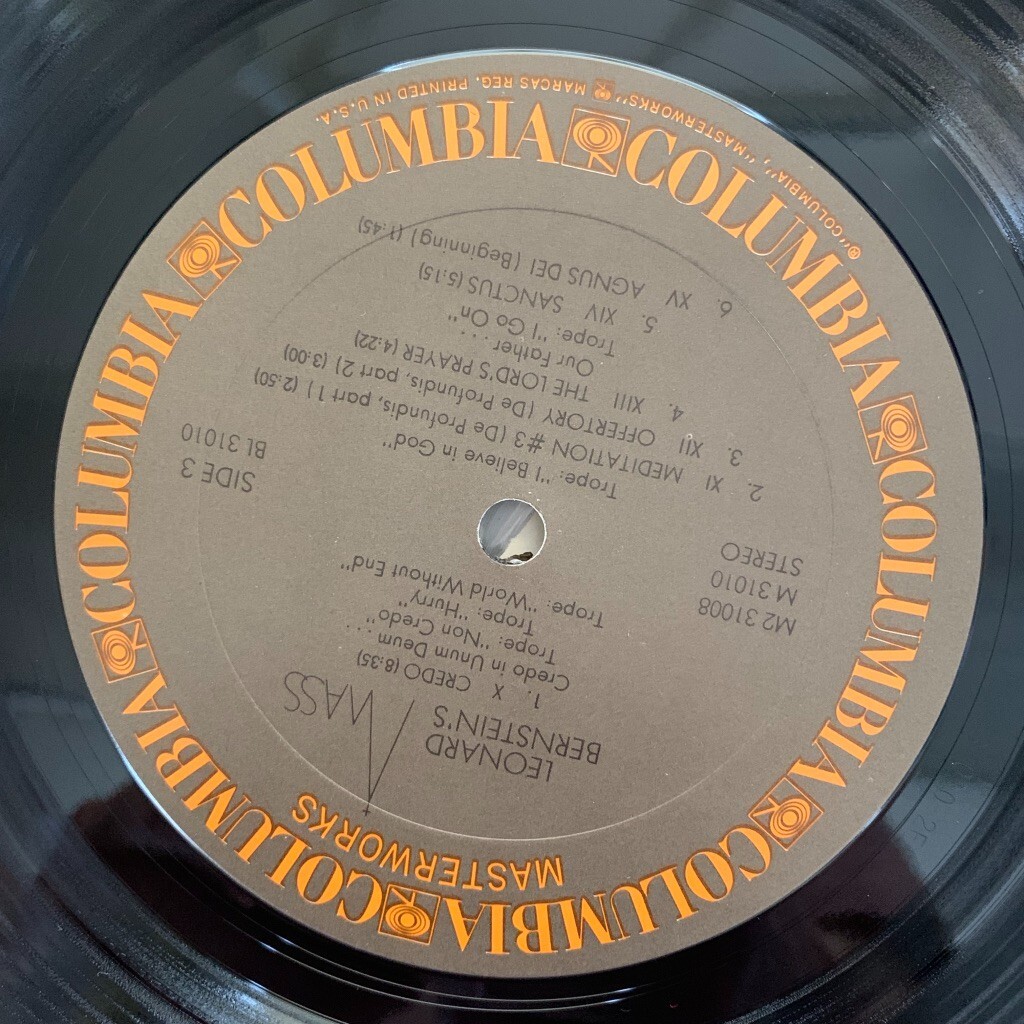 MASTERWORKS
LEONARD
BERNSTEIN'S
MASS
1. X CREDO (8:35)
Credo in Unum Deum . . .
Trope: "Non Credo"
Trope: "Hurry"
Trope: "World Without End"
M2 31008
M 31010
STEREO
SIDE 3
BL 31010
Trope: "I Believe in God"
2. XI MEDITATION #3 (De Profundis, part 1) (2:50)
3. XII OFFERTORY (De Profundis, part 2) (3:00)
4. XIII THE LORD'S PRAYER (4:22)
Our Father . . .
Trope: "I Go On"
5. XIV SANCTUS (5:15)
6. XV AGNUS DEI (Beginning) (1:45)
COLUMBIA COLUMBIA COLUMBIA COLUMBIA COLUMBIA COLUMBIA
® "COLUMBIA", "MASTERWORKS" MARCAS REG. PRINTED IN U.S.A.